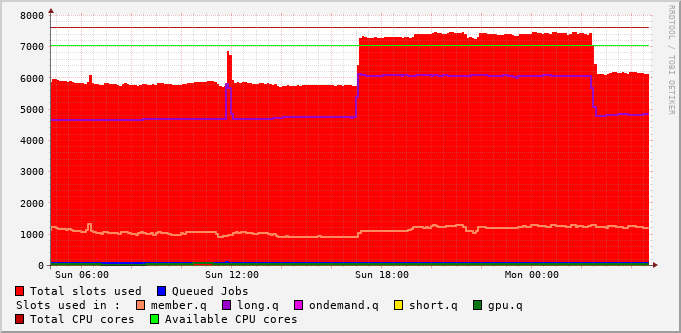 8000
7000
6000
5000
4000
3000
2000
1000
0
Sun 06:00 Sun 12:00 Sun 18:00 Mon 00:00
RRDTOOL / TOBI OETIKER
Total slots used Queued Jobs
Slots used in : member.q long.q ondemand.q short.q gpu.q
Total CPU cores Available CPU cores